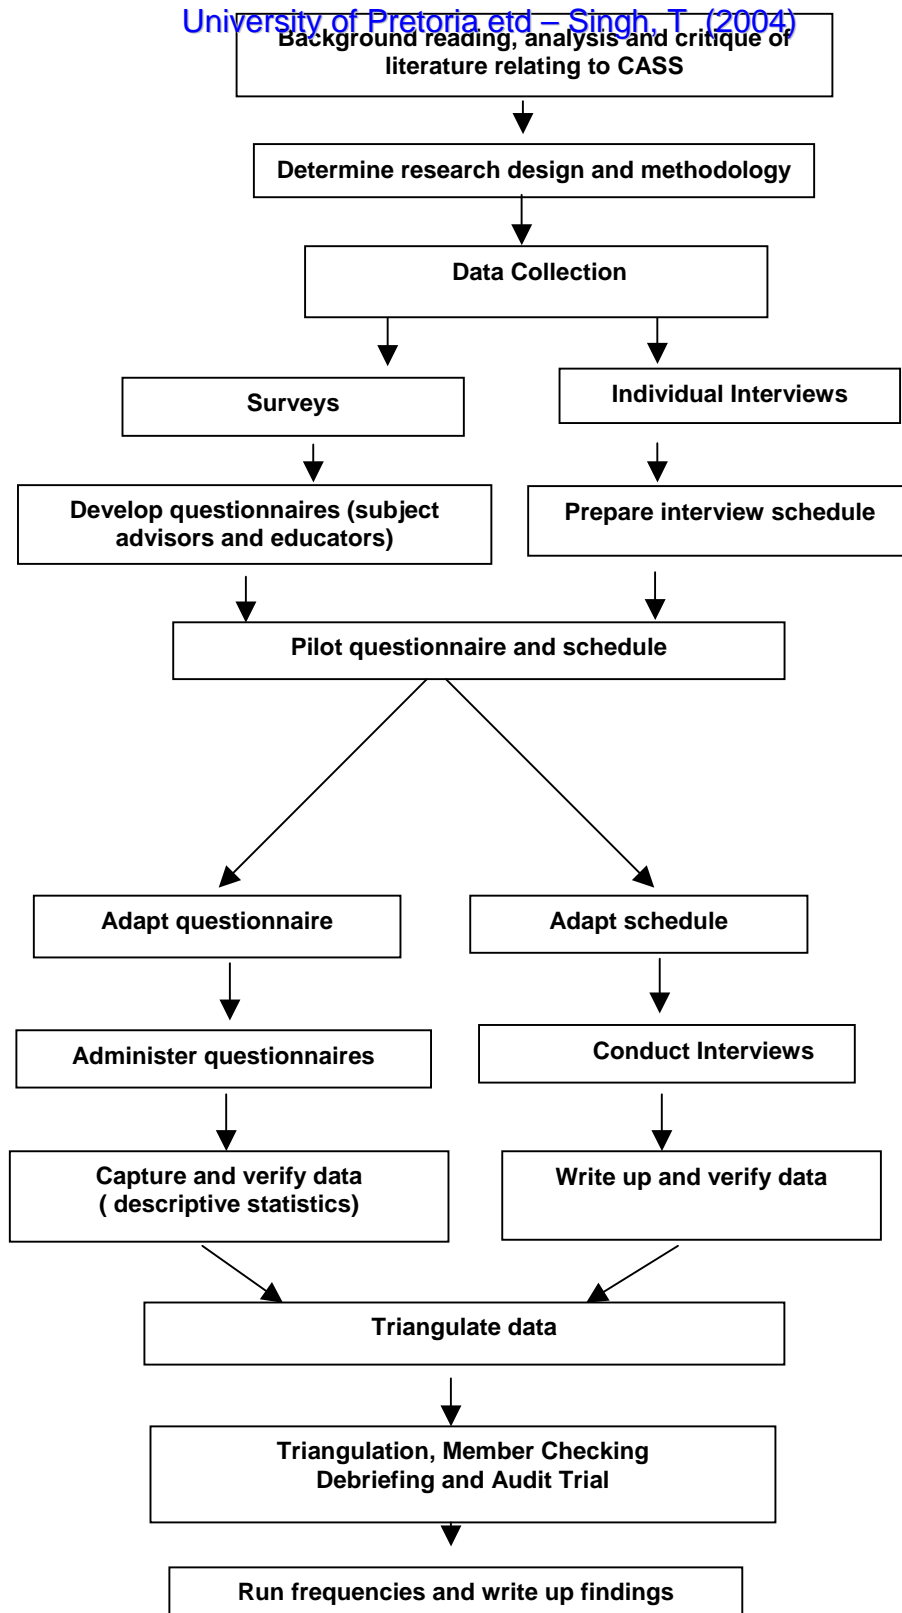 University of Pretoria etd – Singh, T (2004)
Background reading, analysis and critique of
literature relating to CASS
Determine research design and methodology
Data Collection
Surveys
Individual Interviews
Develop questionnaires (subject
advisors and educators)
Prepare interview schedule
Pilot questionnaire and schedule
Adapt questionnaire
Adapt schedule
Administer questionnaires
Conduct Interviews
Capture and verify data
( descriptive statistics)
Write up and verify data
Triangulate data
Triangulation, Member Checking
Debriefing and Audit Trial
Run frequencies and write up findings